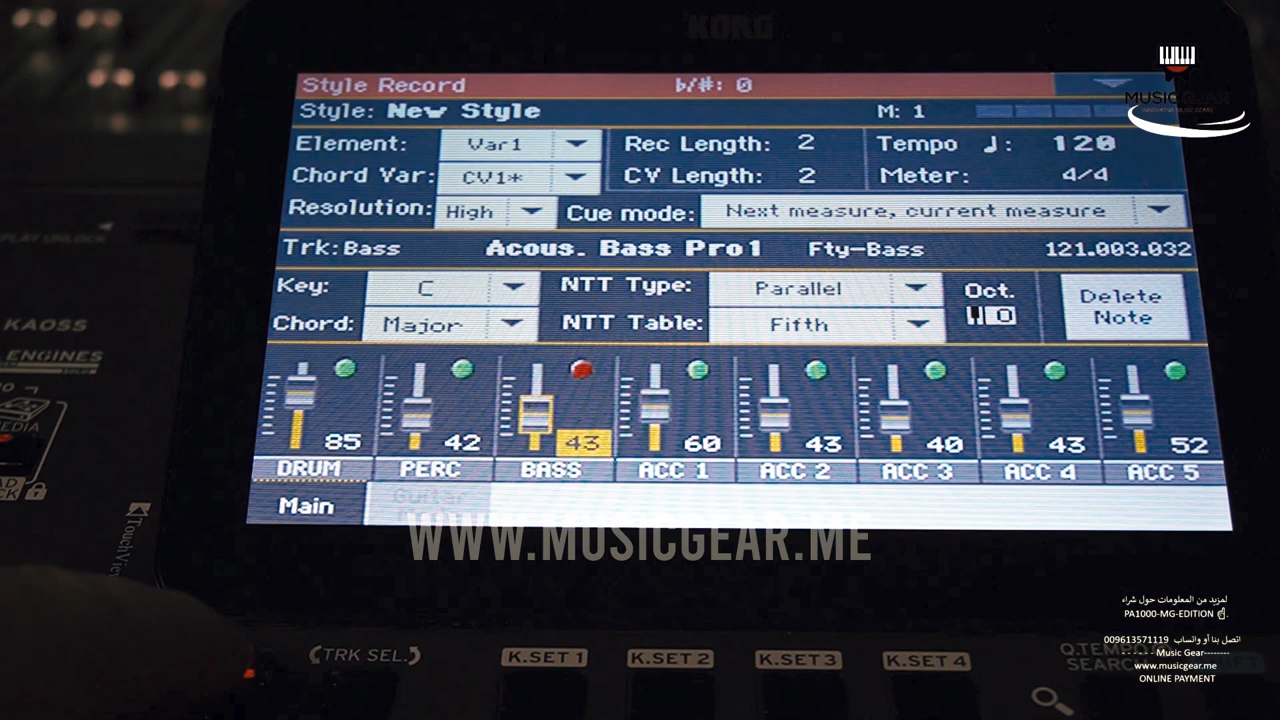 KORG
Style Record ♭/#: 0
Style: New Style M: 1
Element: Var1 Rec Length: 2 Tempo ♩: 120
Chord Var: CV1* CV Length: 2 Meter: 4/4
Resolution: High Cue mode: Next measure, current measure
Trk:Bass Acous. Bass Pro1 Fty-Bass 121.003.032
Key: C NTT Type: Parallel Oct. Delete
Chord: Major NTT Table: Fifth 0 Note
85 42 43 60 43 40 43 52
DRUM PERC BASS ACC 1 ACC 2 ACC 3 ACC 4 ACC 5
Main Guitar
MUSIC GEAR
PLAY UNLOCK
KAOSS
ENGINES
SOLO
MEDIA
TouchView
WWW.MUSICGEAR.ME
TRK SEL.
K.SET 1 K.SET 2 K.SET 3 K.SET 4
Q.TEMPO
SEARCH
SHIFT
لمزيد من المعلومات حول شراء
PA1000-MG-EDITION
اتصل بنا أو واتساب 009613571119
- - - - - - Music Gear--------
www.musicgear.me
ONLINE PAYMENT